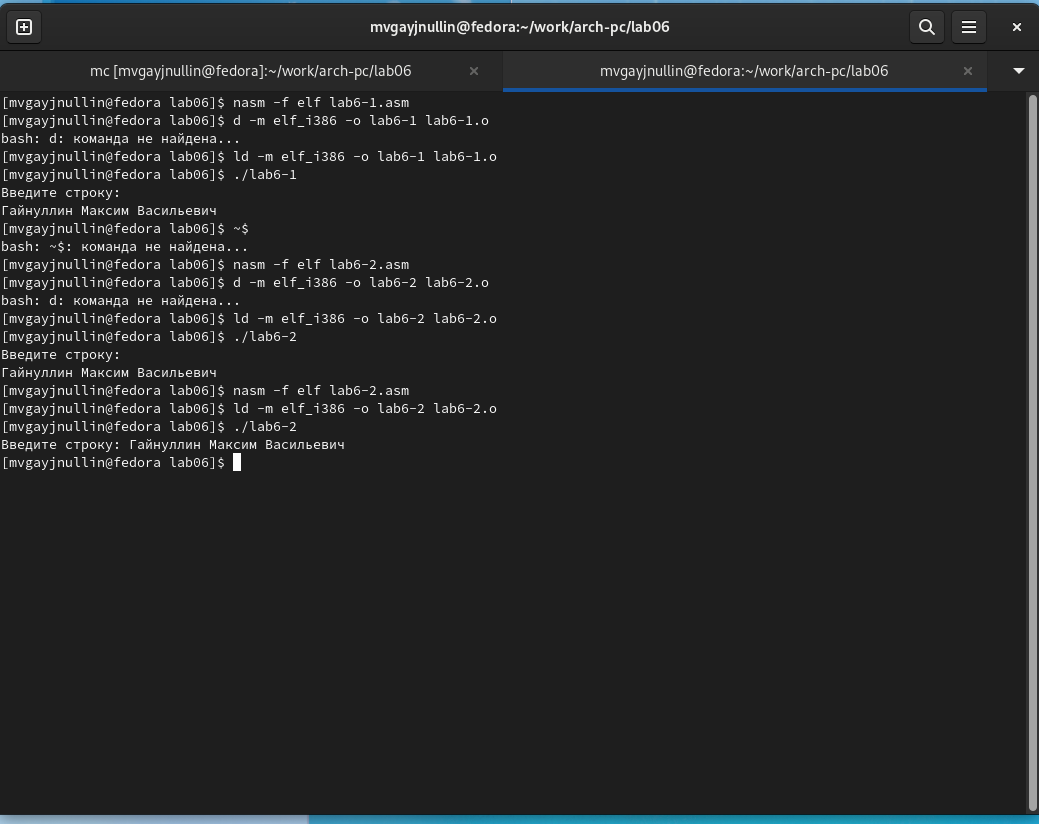 mvgayjnullin@fedora:~/work/arch-pc/lab06
mc [mvgayjnullin@fedora]:~/work/arch-pc/lab06
mvgayjnullin@fedora:~/work/arch-pc/lab06
[mvgayjnullin@fedora lab06]$ nasm -f elf lab6-1.asm
[mvgayjnullin@fedora lab06]$ d -m elf_i386 -o lab6-1 lab6-1.o
bash: d: команда не найдена...
[mvgayjnullin@fedora lab06]$ ld -m elf_i386 -o lab6-1 lab6-1.o
[mvgayjnullin@fedora lab06]$ ./lab6-1
Введите строку:
Гайнуллин Максим Васильевич
[mvgayjnullin@fedora lab06]$ ~$
bash: ~$: команда не найдена...
[mvgayjnullin@fedora lab06]$ nasm -f elf lab6-2.asm
[mvgayjnullin@fedora lab06]$ d -m elf_i386 -o lab6-2 lab6-2.o
bash: d: команда не найдена...
[mvgayjnullin@fedora lab06]$ ld -m elf_i386 -o lab6-2 lab6-2.o
[mvgayjnullin@fedora lab06]$ ./lab6-2
Введите строку:
Гайнуллин Максим Васильевич
[mvgayjnullin@fedora lab06]$ nasm -f elf lab6-2.asm
[mvgayjnullin@fedora lab06]$ ld -m elf_i386 -o lab6-2 lab6-2.o
[mvgayjnullin@fedora lab06]$ ./lab6-2
Введите строку: Гайнуллин Максим Васильевич
[mvgayjnullin@fedora lab06]$